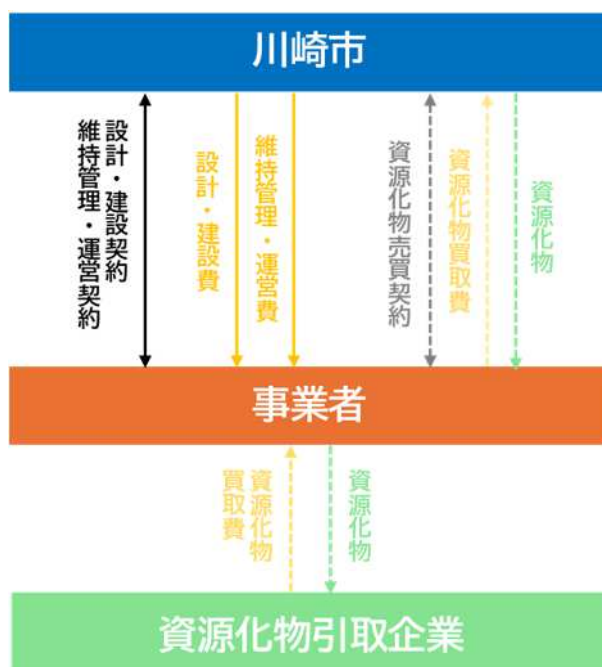 川崎市
設計・建設契約
維持管理・運営契約
設計・建設費
維持管理・運営費
資源化物売買契約
資源化物買取費
資源化物
事業者
資源化物
買取費
資源化物
資源化物引取企業